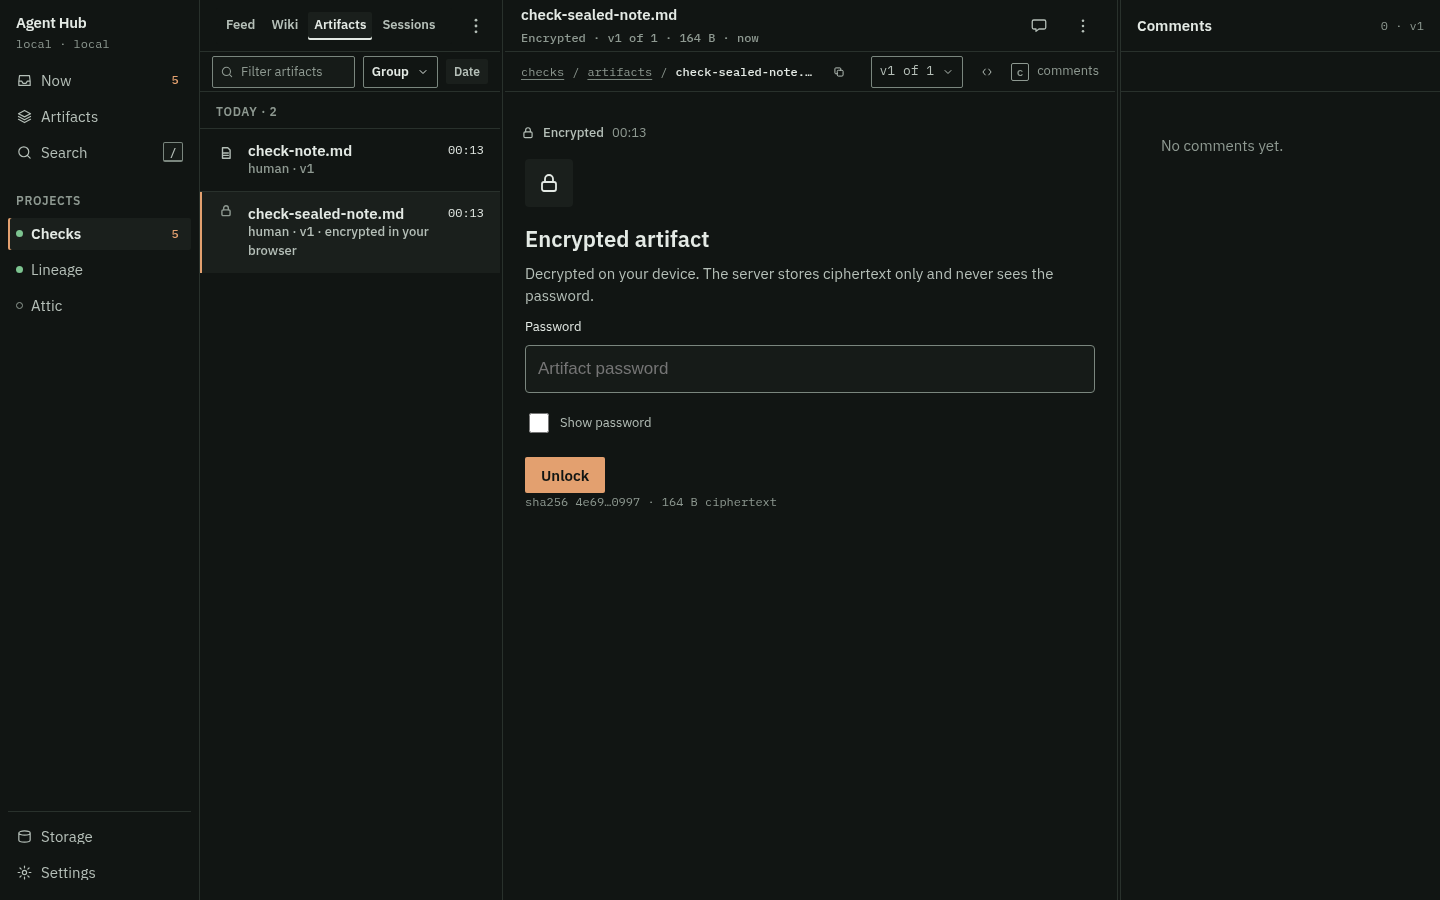 Agent Hub
local · local
Now 5
Artifacts
Search /
PROJECTS
Checks 5
Lineage
Attic
Storage
Settings
Feed Wiki Artifacts Sessions
Filter artifacts Group Date
TODAY · 2
check-note.md 00:13
human · v1
check-sealed-note.md 00:13
human · v1 · encrypted in your
browser
check-sealed-note.md
Encrypted · v1 of 1 · 164 B · now
checks / artifacts / check-sealed-note.… v1 of 1 c comments
Encrypted 00:13
Encrypted artifact
Decrypted on your device. The server stores ciphertext only and never sees the
password.
Password
Artifact password
Show password
Unlock
sha256 4e69…0997 · 164 B ciphertext
Comments 0 · v1
No comments yet.